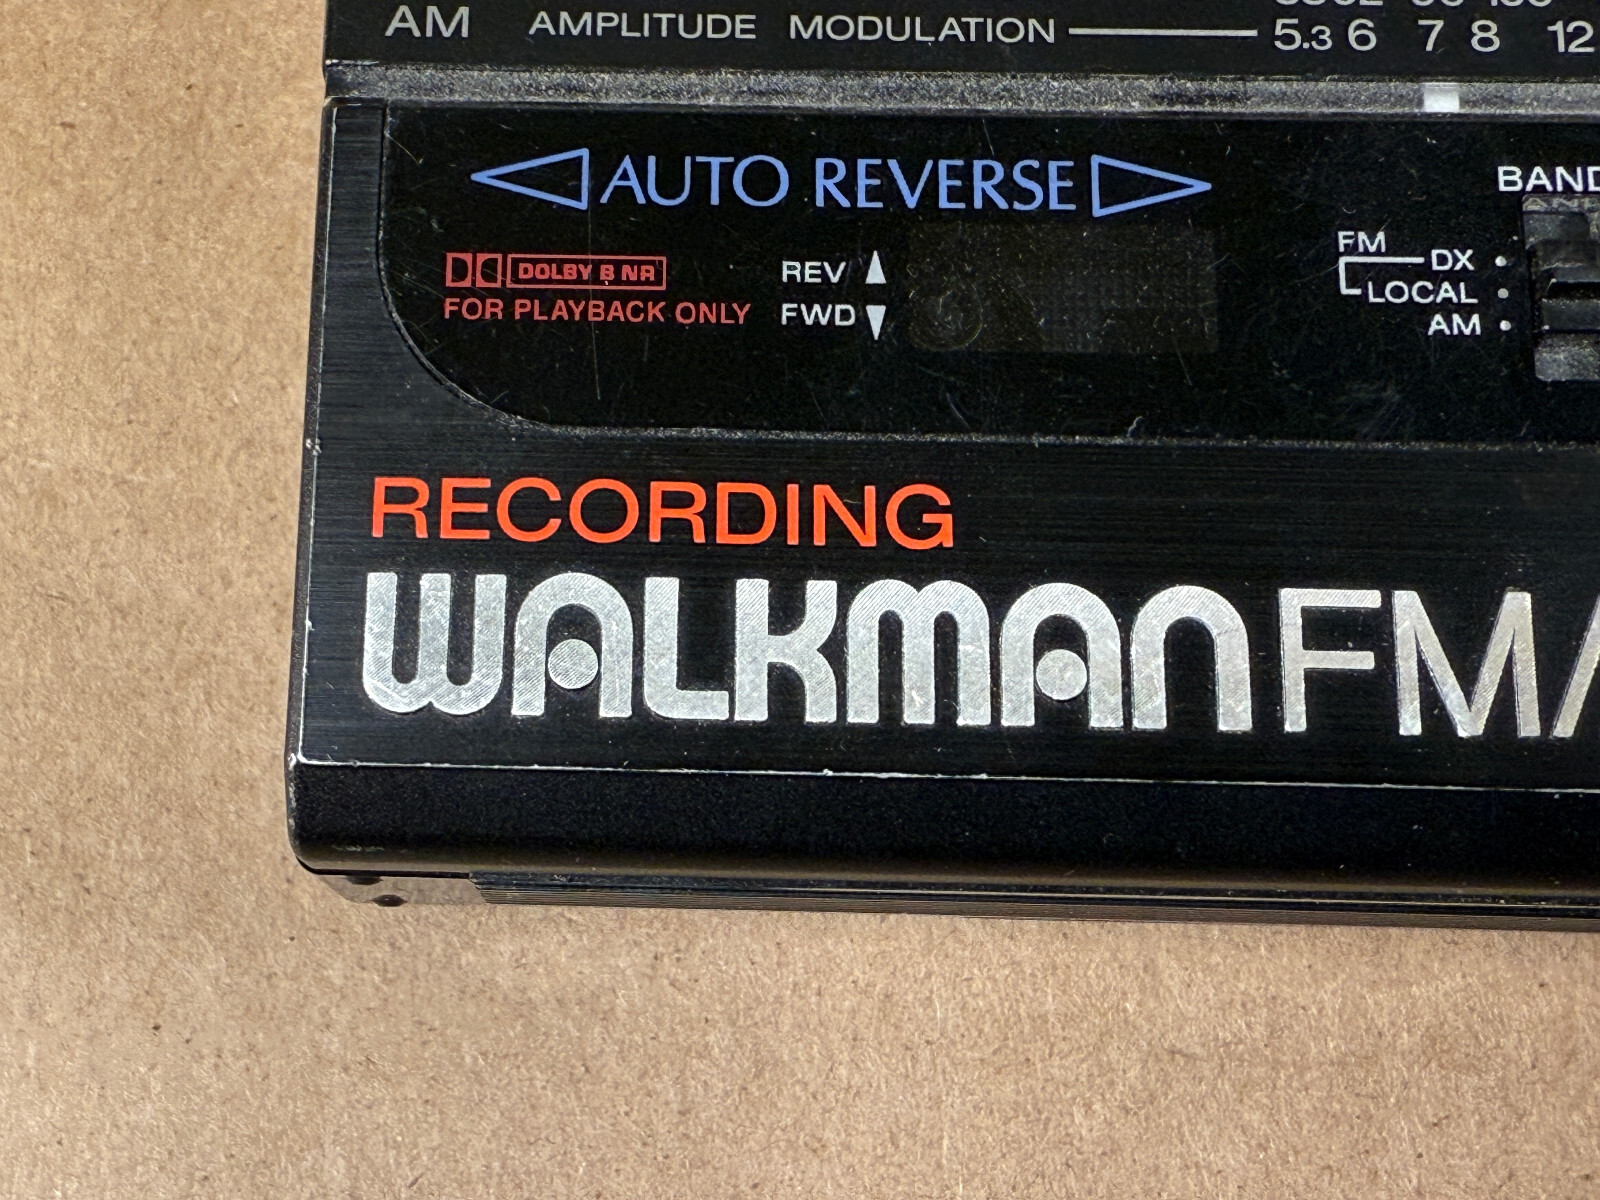 AM AMPLITUDE MODULATION 5.3 6 7 8 12
AUTO REVERSE
BAND
DOLBY B NR
FOR PLAYBACK ONLY
REV ▲
FWD ▼
FM
DX
LOCAL
AM
RECORDING
WALKMAN FM/